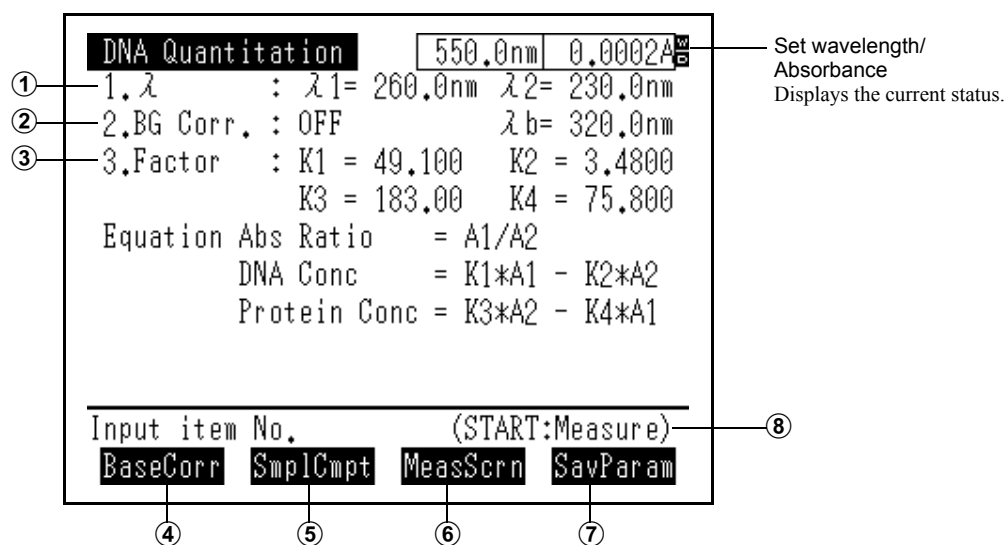 DNA Quantitation 550.0nm 0.0002A W D
Set wavelength/
Absorbance
Displays the current status.
① 1.λ : λ1= 260.0nm λ2= 230.0nm
② 2.BG Corr. : OFF λb= 320.0nm
③ 3.Factor : K1 = 49.100 K2 = 3.4800
K3 = 183.00 K4 = 75.800
Equation Abs Ratio = A1/A2
DNA Conc = K1*A1 - K2*A2
Protein Conc = K3*A2 - K4*A1
Input item No. (START:Measure) ⑧
BaseCorr SmplCmpt MeasScrn SavParam
④ ⑤ ⑥ ⑦